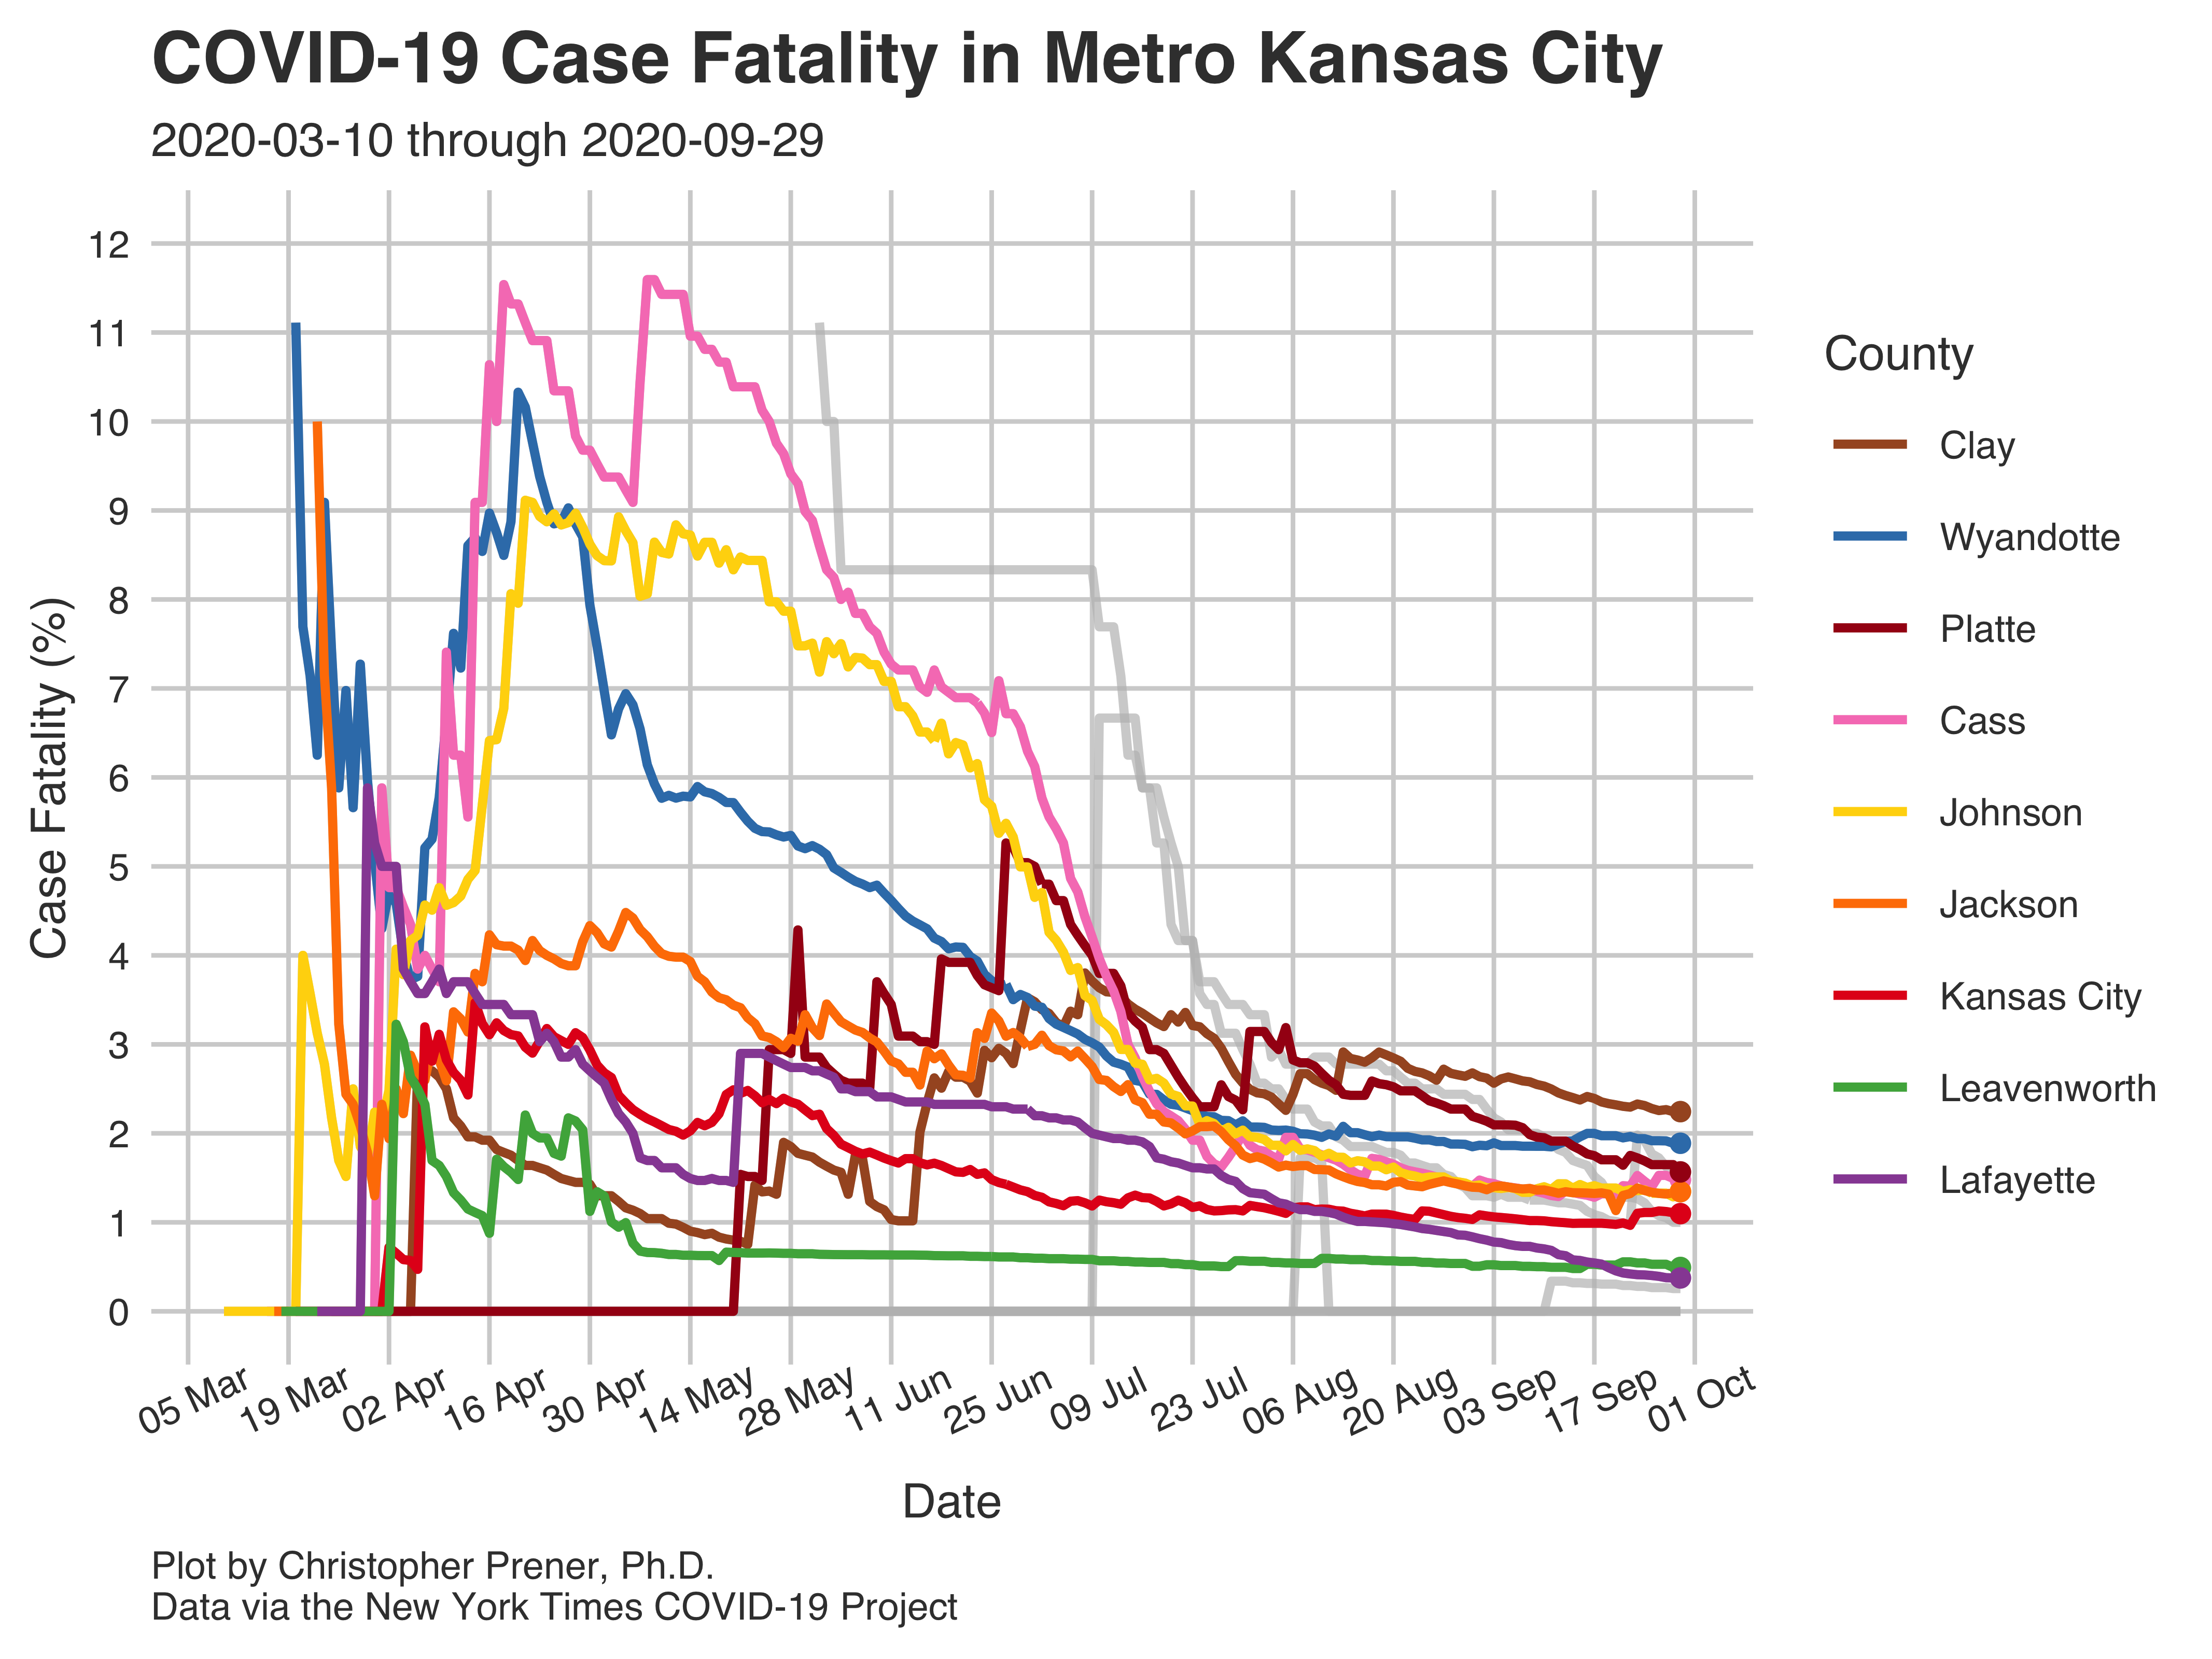 COVID-19 Case Fatality in Metro Kansas City
2020-03-10 through 2020-09-29
Case Fatality (%)
12
11
10
9
8
7
6
5
4
3
2
1
0
05 Mar
19 Mar
02 Apr
16 Apr
30 Apr
14 May
28 May
11 Jun
25 Jun
09 Jul
23 Jul
06 Aug
20 Aug
03 Sep
17 Sep
01 Oct
Date
County
Clay
Wyandotte
Platte
Cass
Johnson
Jackson
Kansas City
Leavenworth
Lafayette
Plot by Christopher Prener, Ph.D.
Data via the New York Times COVID-19 Project